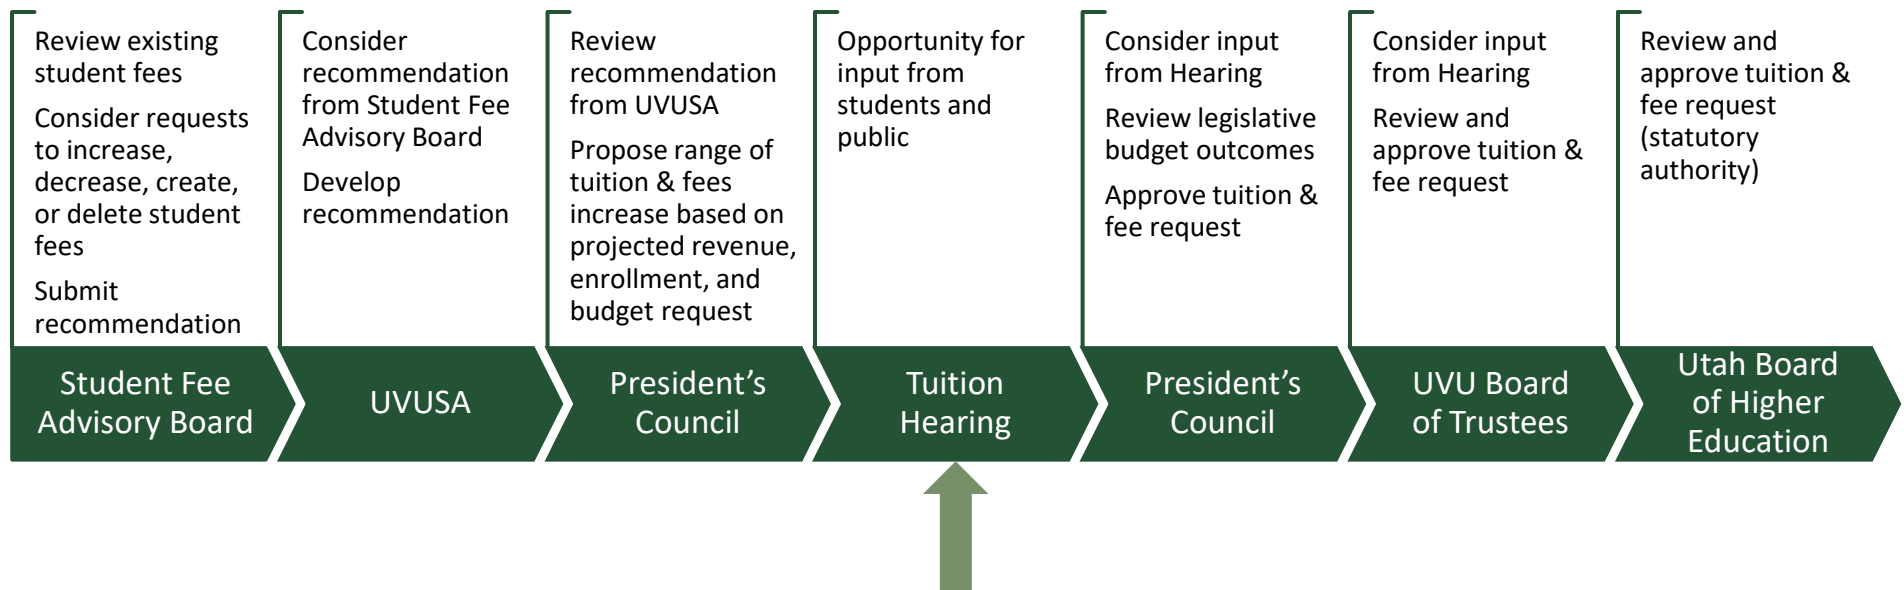 Review existing
student fees
Consider requests
to increase,
decrease, create,
or delete student
fees
Submit
recommendation
Student Fee
Advisory Board
Consider
recommendation
from Student Fee
Advisory Board
Develop
recommendation
UVUSA
Review
recommendation
from UVUSA
Propose range of
tuition & fees
increase based on
projected revenue,
enrollment, and
budget request
President’s
Council
Opportunity for
input from
students and
public
Tuition
Hearing
Consider input
from Hearing
Review legislative
budget outcomes
Approve tuition &
fee request
President’s
Council
Consider input
from Hearing
Review and
approve tuition &
fee request
UVU Board
of Trustees
Review and
approve tuition &
fee request
(statutory
authority)
Utah Board
of Higher
Education